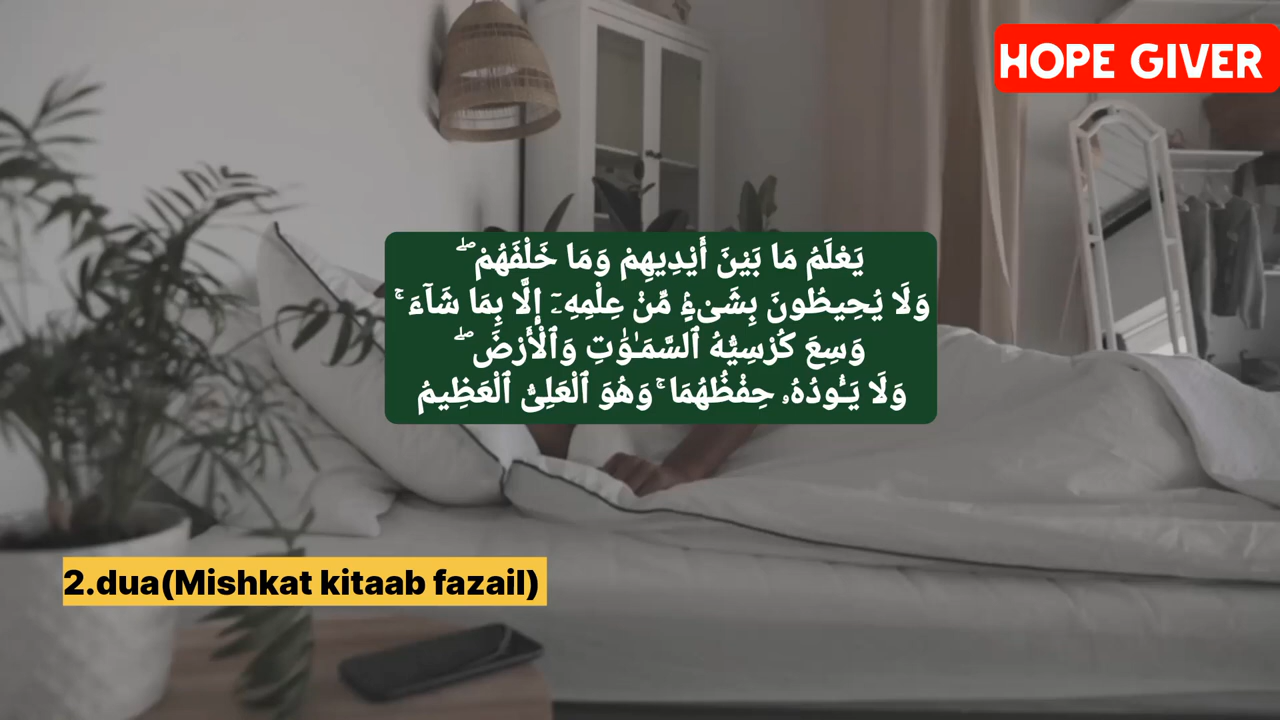 HOPE GIVER
يَعْلَمُ مَا بَيْنَ أَيْدِيهِمْ وَمَا خَلْفَهُمْ ۖ
وَلَا يُحِيطُونَ بِشَىْءٍۢ مِّنْ عِلْمِهِۦٓ إِلَّا بِمَا شَآءَ ۚ
وَسِعَ كُرْسِيُّهُ ٱلسَّمَـٰوَٰتِ وَٱلْأَرْضَ ۖ
وَلَا يَـُٔودُهُۥ حِفْظُهُمَا ۚ وَهُوَ ٱلْعَلِىُّ ٱلْعَظِيمُ
2.dua(Mishkat kitaab fazail)